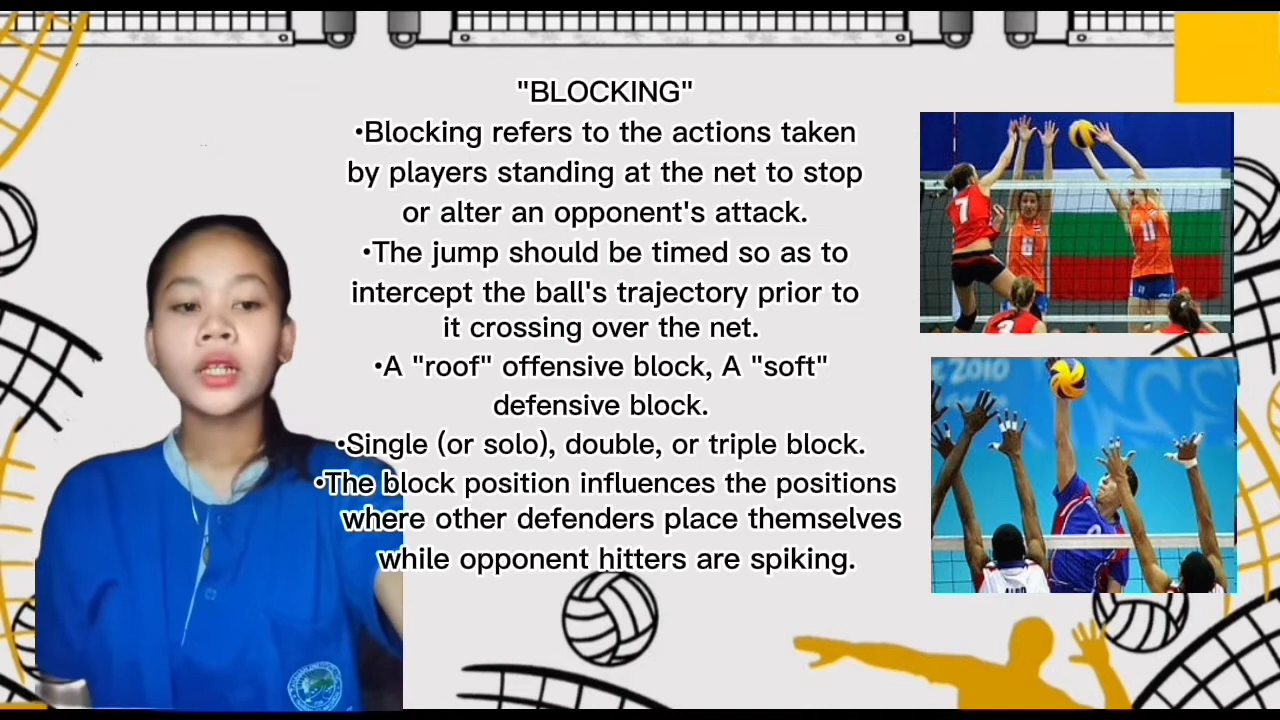 "BLOCKING"
•Blocking refers to the actions taken
by players standing at the net to stop
or alter an opponent's attack.
•The jump should be timed so as to
intercept the ball's trajectory prior to
it crossing over the net.
•A "roof" offensive block, A "soft"
defensive block.
•Single (or solo), double, or triple block.
•The block position influences the positions
where other defenders place themselves
while opponent hitters are spiking.
7
11
2010